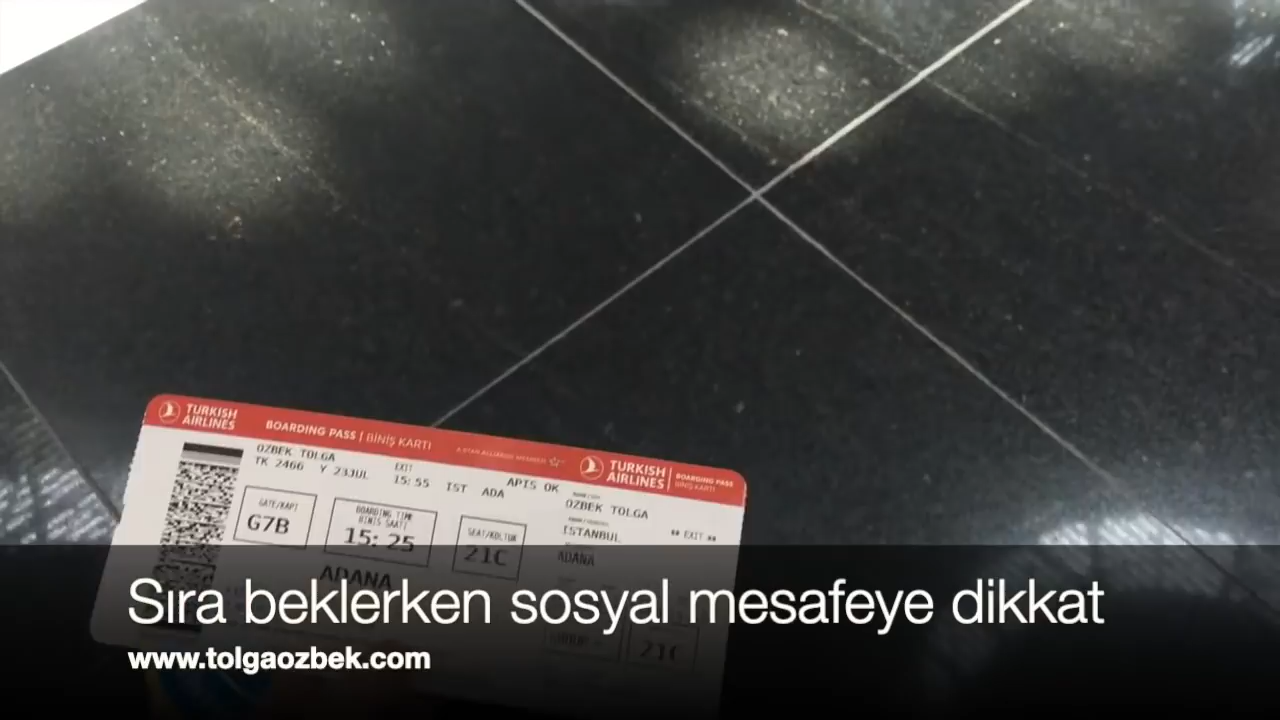 TURKISH
AIRLINES
BOARDING PASS | BİNİŞ KARTI
A STAR ALLIANCE MEMBER
TURKISH
AIRLINES
BOARDING PASS
BİNİŞ KARTI
OZBEK TOLGA
TK 2466 Y 23JUL
EXIT
15:55 IST ADA
APIS OK
GATE/KAPI
G7B
BOARDING TIME
BINIS SAATI
15:25
SEAT/KOLTUK
21C
ADANA
OZBEK TOLGA
ISTANBUL
** EXIT **
ADANA
21C
Sıra beklerken sosyal mesafeye dikkat
www.tolgaozbek.com